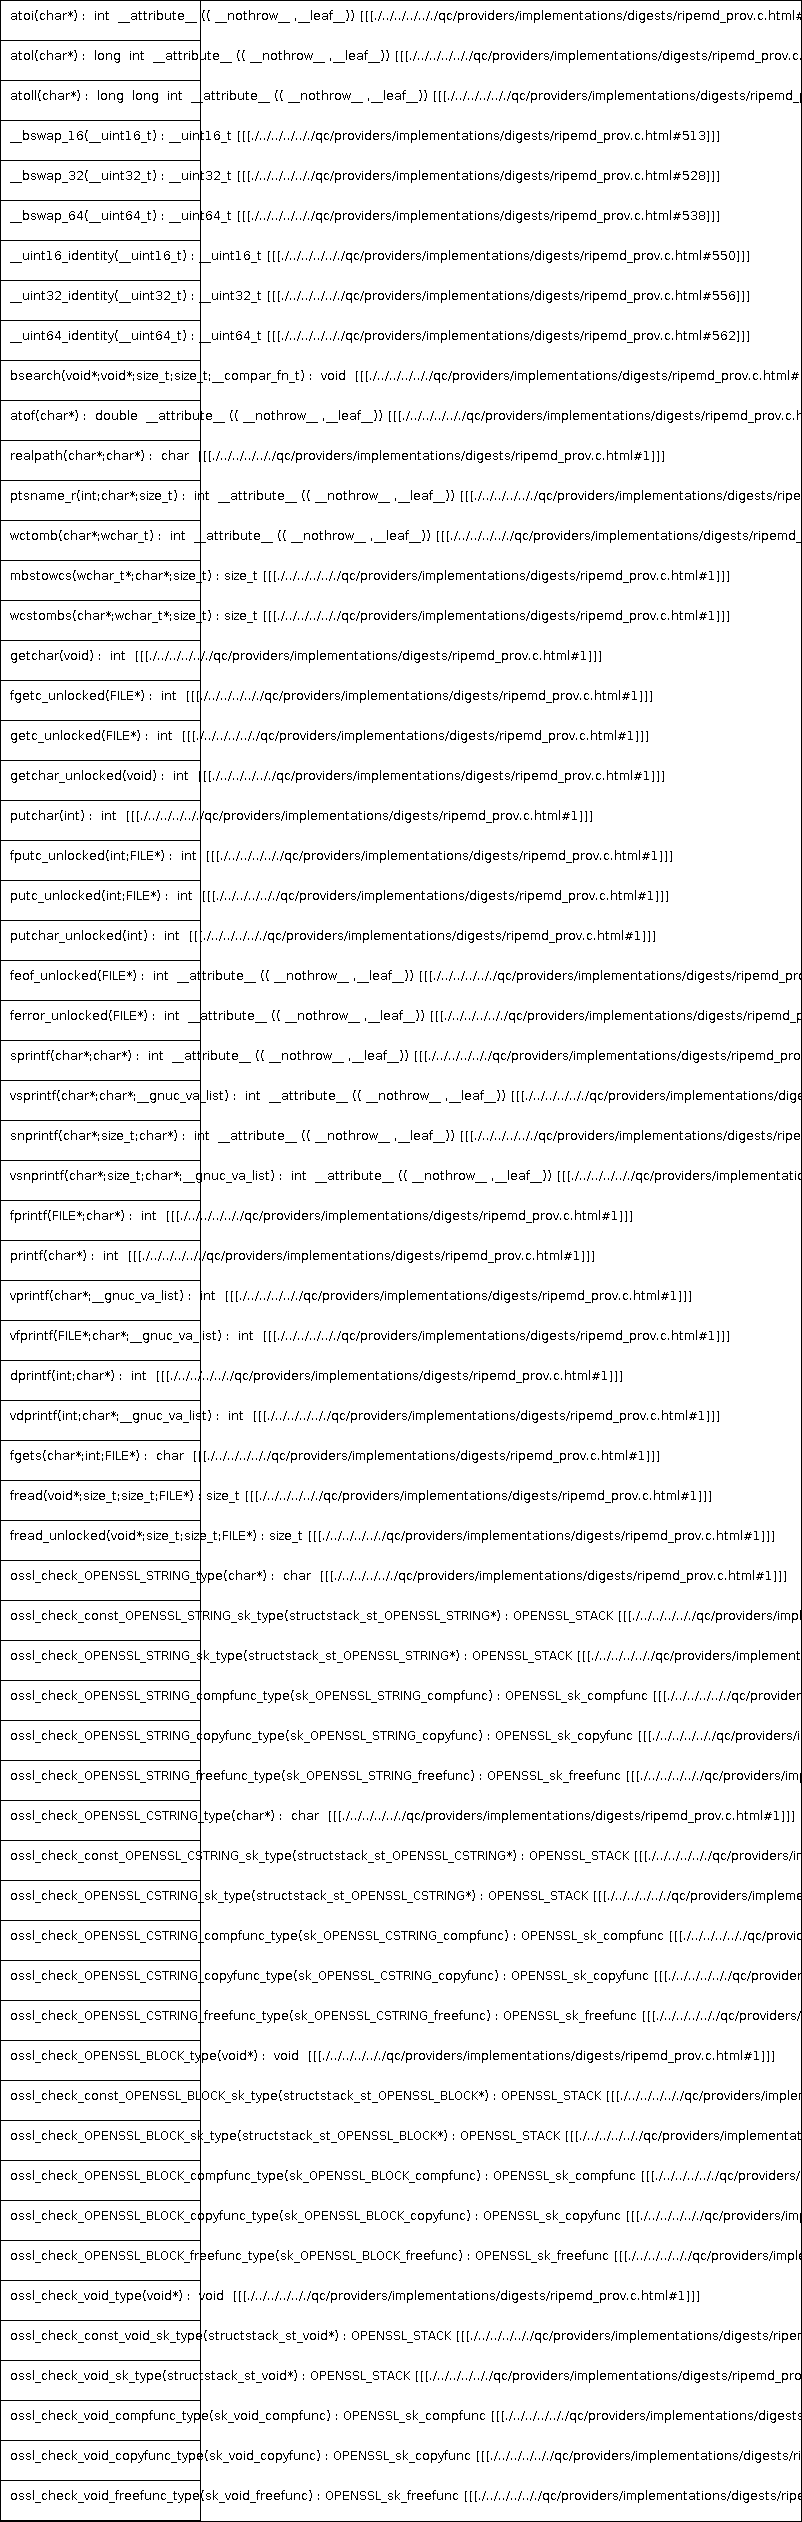 atoi(char*) :  int  __attribute__ (( __nothrow__ ,__leaf__)) [[[./../../../../../qc/providers/implementations/digests/ripemd_prov.c.html#
atol(char*) :  long  int  __attribute__ (( __nothrow__ ,__leaf__)) [[[./../../../../../qc/providers/implementations/digests/ripemd_prov.c.
atoll(char*) :  long  long  int  __attribute__ (( __nothrow__ ,__leaf__)) [[[./../../../../../qc/providers/implementations/digests/ripemd_
__bswap_16(__uint16_t) : __uint16_t [[[./../../../../../qc/providers/implementations/digests/ripemd_prov.c.html#513]]]
__bswap_32(__uint32_t) : __uint32_t [[[./../../../../../qc/providers/implementations/digests/ripemd_prov.c.html#528]]]
__bswap_64(__uint64_t) : __uint64_t [[[./../../../../../qc/providers/implementations/digests/ripemd_prov.c.html#538]]]
__uint16_identity(__uint16_t) : __uint16_t [[[./../../../../../qc/providers/implementations/digests/ripemd_prov.c.html#550]]]
__uint32_identity(__uint32_t) : __uint32_t [[[./../../../../../qc/providers/implementations/digests/ripemd_prov.c.html#556]]]
__uint64_identity(__uint64_t) : __uint64_t [[[./../../../../../qc/providers/implementations/digests/ripemd_prov.c.html#562]]]
bsearch(void*;void*;size_t;size_t;__compar_fn_t) :  void  [[[./../../../../../qc/providers/implementations/digests/ripemd_prov.c.html#
atof(char*) :  double  __attribute__ (( __nothrow__ ,__leaf__)) [[[./../../../../../qc/providers/implementations/digests/ripemd_prov.c.h
realpath(char*;char*) :  char  [[[./../../../../../qc/providers/implementations/digests/ripemd_prov.c.html#1]]]
ptsname_r(int;char*;size_t) :  int  __attribute__ (( __nothrow__ ,__leaf__)) [[[./../../../../../qc/providers/implementations/digests/ripe
wctomb(char*;wchar_t) :  int  __attribute__ (( __nothrow__ ,__leaf__)) [[[./../../../../../qc/providers/implementations/digests/ripemd_
mbstowcs(wchar_t*;char*;size_t) : size_t [[[./../../../../../qc/providers/implementations/digests/ripemd_prov.c.html#1]]]
wcstombs(char*;wchar_t*;size_t) : size_t [[[./../../../../../qc/providers/implementations/digests/ripemd_prov.c.html#1]]]
getchar(void) :  int  [[[./../../../../../qc/providers/implementations/digests/ripemd_prov.c.html#1]]]
fgetc_unlocked(FILE*) :  int  [[[./../../../../../qc/providers/implementations/digests/ripemd_prov.c.html#1]]]
getc_unlocked(FILE*) :  int  [[[./../../../../../qc/providers/implementations/digests/ripemd_prov.c.html#1]]]
getchar_unlocked(void) :  int  [[[./../../../../../qc/providers/implementations/digests/ripemd_prov.c.html#1]]]
putchar(int) :  int  [[[./../../../../../qc/providers/implementations/digests/ripemd_prov.c.html#1]]]
fputc_unlocked(int;FILE*) :  int  [[[./../../../../../qc/providers/implementations/digests/ripemd_prov.c.html#1]]]
putc_unlocked(int;FILE*) :  int  [[[./../../../../../qc/providers/implementations/digests/ripemd_prov.c.html#1]]]
putchar_unlocked(int) :  int  [[[./../../../../../qc/providers/implementations/digests/ripemd_prov.c.html#1]]]
feof_unlocked(FILE*) :  int  __attribute__ (( __nothrow__ ,__leaf__)) [[[./../../../../../qc/providers/implementations/digests/ripemd_pro
ferror_unlocked(FILE*) :  int  __attribute__ (( __nothrow__ ,__leaf__)) [[[./../../../../../qc/providers/implementations/digests/ripemd_p
sprintf(char*;char*) :  int  __attribute__ (( __nothrow__ ,__leaf__)) [[[./../../../../../qc/providers/implementations/digests/ripemd_pro
vsprintf(char*;char*;__gnuc_va_list) :  int  __attribute__ (( __nothrow__ ,__leaf__)) [[[./../../../../../qc/providers/implementations/dige
snprintf(char*;size_t;char*) :  int  __attribute__ (( __nothrow__ ,__leaf__)) [[[./../../../../../qc/providers/implementations/digests/ripe
vsnprintf(char*;size_t;char*;__gnuc_va_list) :  int  __attribute__ (( __nothrow__ ,__leaf__)) [[[./../../../../../qc/providers/implementatic
fprintf(FILE*;char*) :  int  [[[./../../../../../qc/providers/implementations/digests/ripemd_prov.c.html#1]]]
printf(char*) :  int  [[[./../../../../../qc/providers/implementations/digests/ripemd_prov.c.html#1]]]
vprintf(char*;__gnuc_va_list) :  int  [[[./../../../../../qc/providers/implementations/digests/ripemd_prov.c.html#1]]]
vfprintf(FILE*;char*;__gnuc_va_list) :  int  [[[./../../../../../qc/providers/implementations/digests/ripemd_prov.c.html#1]]]
dprintf(int;char*) :  int  [[[./../../../../../qc/providers/implementations/digests/ripemd_prov.c.html#1]]]
vdprintf(int;char*;__gnuc_va_list) :  int  [[[./../../../../../qc/providers/implementations/digests/ripemd_prov.c.html#1]]]
fgets(char*;int;FILE*) :  char  [[[./../../../../../qc/providers/implementations/digests/ripemd_prov.c.html#1]]]
fread(void*;size_t;size_t;FILE*) : size_t [[[./../../../../../qc/providers/implementations/digests/ripemd_prov.c.html#1]]]
fread_unlocked(void*;size_t;size_t;FILE*) : size_t [[[./../../../../../qc/providers/implementations/digests/ripemd_prov.c.html#1]]]
ossl_check_OPENSSL_STRING_type(char*) :  char  [[[./../../../../../qc/providers/implementations/digests/ripemd_prov.c.html#1]]]
ossl_check_const_OPENSSL_STRING_sk_type(structstack_st_OPENSSL_STRING*) : OPENSSL_STACK [[[./../../../../../qc/providers/impl
ossl_check_OPENSSL_STRING_sk_type(structstack_st_OPENSSL_STRING*) : OPENSSL_STACK [[[./../../../../../qc/providers/implement
ossl_check_OPENSSL_STRING_compfunc_type(sk_OPENSSL_STRING_compfunc) : OPENSSL_sk_compfunc [[[./../../../../../qc/provider
ossl_check_OPENSSL_STRING_copyfunc_type(sk_OPENSSL_STRING_copyfunc) : OPENSSL_sk_copyfunc [[[./../../../../../qc/providers/i
ossl_check_OPENSSL_STRING_freefunc_type(sk_OPENSSL_STRING_freefunc) : OPENSSL_sk_freefunc [[[./../../../../../qc/providers/imp
ossl_check_OPENSSL_CSTRING_type(char*) :  char  [[[./../../../../../qc/providers/implementations/digests/ripemd_prov.c.html#1]]]
ossl_check_const_OPENSSL_CSTRING_sk_type(structstack_st_OPENSSL_CSTRING*) : OPENSSL_STACK [[[./../../../../../qc/providers/in
ossl_check_OPENSSL_CSTRING_sk_type(structstack_st_OPENSSL_CSTRING*) : OPENSSL_STACK [[[./../../../../../qc/providers/impleme
ossl_check_OPENSSL_CSTRING_compfunc_type(sk_OPENSSL_CSTRING_compfunc) : OPENSSL_sk_compfunc [[[./../../../../../qc/provid
ossl_check_OPENSSL_CSTRING_copyfunc_type(sk_OPENSSL_CSTRING_copyfunc) : OPENSSL_sk_copyfunc [[[./../../../../../qc/provider
ossl_check_OPENSSL_CSTRING_freefunc_type(sk_OPENSSL_CSTRING_freefunc) : OPENSSL_sk_freefunc [[[./../../../../../qc/providers/
ossl_check_OPENSSL_BLOCK_type(void*) :  void  [[[./../../../../../qc/providers/implementations/digests/ripemd_prov.c.html#1]]]
ossl_check_const_OPENSSL_BLOCK_sk_type(structstack_st_OPENSSL_BLOCK*) : OPENSSL_STACK [[[./../../../../../qc/providers/implen
ossl_check_OPENSSL_BLOCK_sk_type(structstack_st_OPENSSL_BLOCK*) : OPENSSL_STACK [[[./../../../../../qc/providers/implementat
ossl_check_OPENSSL_BLOCK_compfunc_type(sk_OPENSSL_BLOCK_compfunc) : OPENSSL_sk_compfunc [[[./../../../../../qc/providers/
ossl_check_OPENSSL_BLOCK_copyfunc_type(sk_OPENSSL_BLOCK_copyfunc) : OPENSSL_sk_copyfunc [[[./../../../../../qc/providers/imp
ossl_check_OPENSSL_BLOCK_freefunc_type(sk_OPENSSL_BLOCK_freefunc) : OPENSSL_sk_freefunc [[[./../../../../../qc/providers/imple
ossl_check_void_type(void*) :  void  [[[./../../../../../qc/providers/implementations/digests/ripemd_prov.c.html#1]]]
ossl_check_const_void_sk_type(structstack_st_void*) : OPENSSL_STACK [[[./../../../../../qc/providers/implementations/digests/ripem
ossl_check_void_sk_type(structstack_st_void*) : OPENSSL_STACK [[[./../../../../../qc/providers/implementations/digests/ripemd_pro
ossl_check_void_compfunc_type(sk_void_compfunc) : OPENSSL_sk_compfunc [[[./../../../../../qc/providers/implementations/digests
ossl_check_void_copyfunc_type(sk_void_copyfunc) : OPENSSL_sk_copyfunc [[[./../../../../../qc/providers/implementations/digests/ri
ossl_check_void_freefunc_type(sk_void_freefunc) : OPENSSL_sk_freefunc [[[./../../../../../qc/providers/implementations/digests/ripe